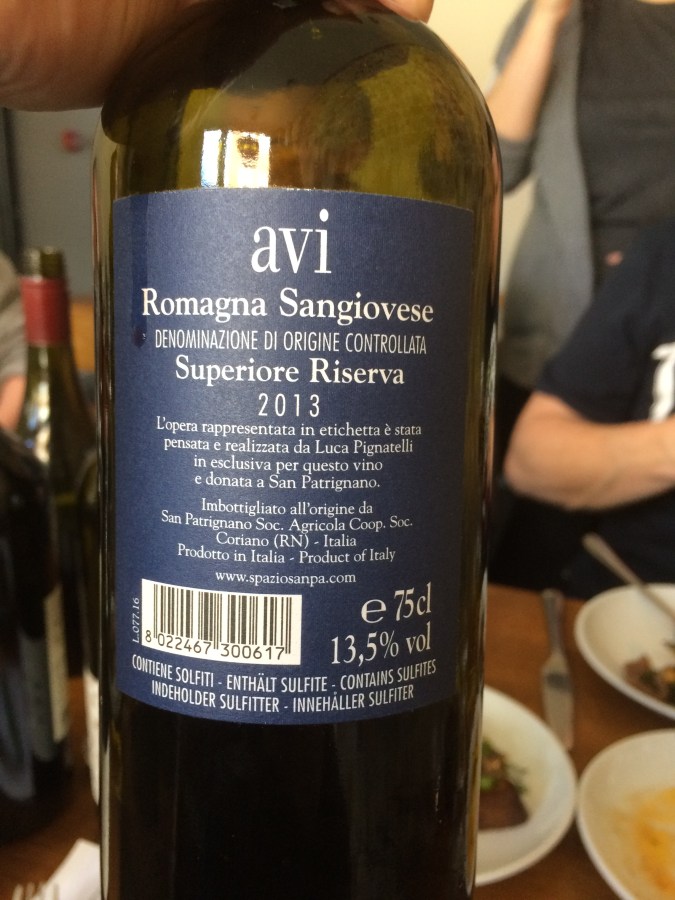 avi
Romagna Sangiovese
DENOMINAZIONE DI ORIGINE CONTROLLATA
Superiore Riserva
2013
L'opera rappresentata in etichetta è stata
pensata e realizzata da Luca Pignatelli
in esclusiva per questo vino
e donata a San Patrignano.
Imbottigliato all'origine da
San Patrignano Soc. Agricola Coop. Soc.
Coriano (RN) - Italia
Prodotto in Italia - Product of Italy
www.spaziosanpa.com
L.077.16
8 022467 300617
e 75cl
13,5% vol
CONTIENE SOLFITI - ENTHÄLT SULFITE - CONTAINS SULFITES
INDEHOLDER SULFITTER - INNEHÅLLER SULFITER